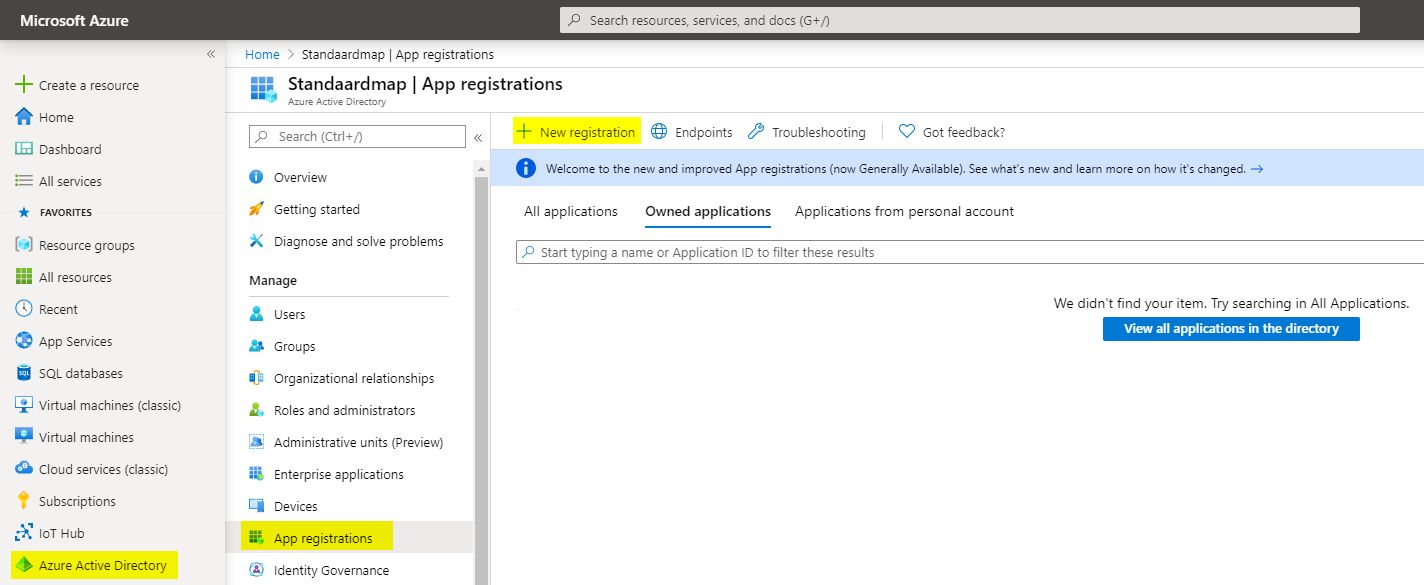 Microsoft Azure
Search resources, services, and docs (G+/)
«
Create a resource
Home
Dashboard
All services
FAVORITES
Resource groups
All resources
Recent
App Services
SQL databases
Virtual machines (classic)
Virtual machines
Cloud services (classic)
Subscriptions
IoT Hub
Azure Active Directory
Home > Standaardmap | App registrations
Standaardmap | App registrations
Azure Active Directory
Search (Ctrl+/)
«
Overview
Getting started
Diagnose and solve problems
Manage
Users
Groups
Organizational relationships
Roles and administrators
Administrative units (Preview)
Enterprise applications
Devices
App registrations
Identity Governance
New registration Endpoints Troubleshooting Got feedback?
Welcome to the new and improved App registrations (now Generally Available). See what's new and learn more on how it's changed. →
All applications Owned applications Applications from personal account
Start typing a name or Application ID to filter these results
We didn't find your item. Try searching in All Applications.
View all applications in the directory